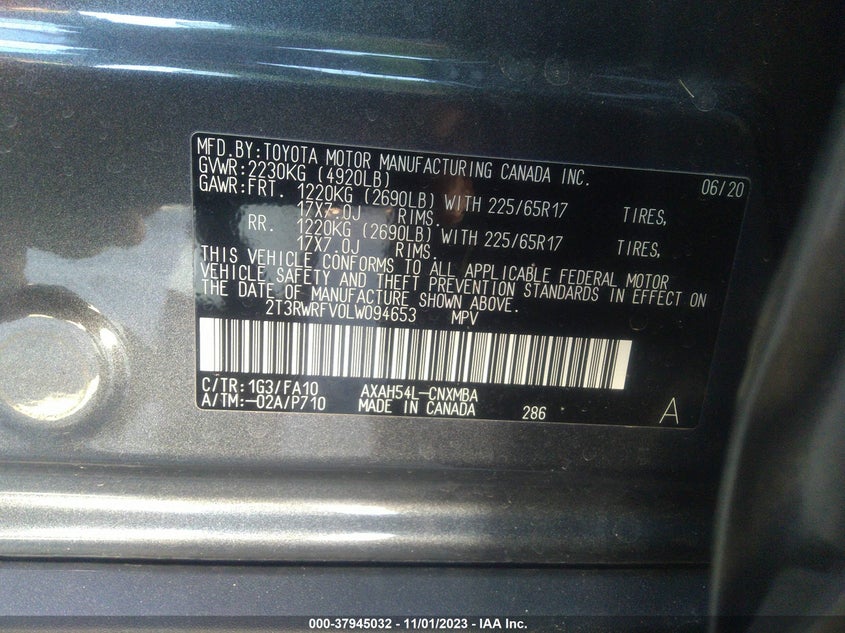 MFD.BY:TOYOTA MOTOR MANUFACTURING CANADA INC.
GVWR:2230KG (4920LB) 06/20
GAWR:FRT. 1220KG (2690LB) WITH 225/65R17 TIRES,
17X7.0J RIMS.
RR. 1220KG (2690LB) WITH 225/65R17 TIRES,
17X7.0J RIMS.
THIS VEHICLE CONFORMS TO ALL APPLICABLE FEDERAL MOTOR
VEHICLE SAFETY AND THEFT PREVENTION STANDARDS IN EFFECT ON
THE DATE OF MANUFACTURE SHOWN ABOVE.
2T3RWRFV0LW094653 MPV
C/TR:1G3/FA10 AXAH54L-CNXMBA
A/TM:-02A/P710 MADE IN CANADA 286 A
000-37945032 - 11/01/2023 - IAA Inc.